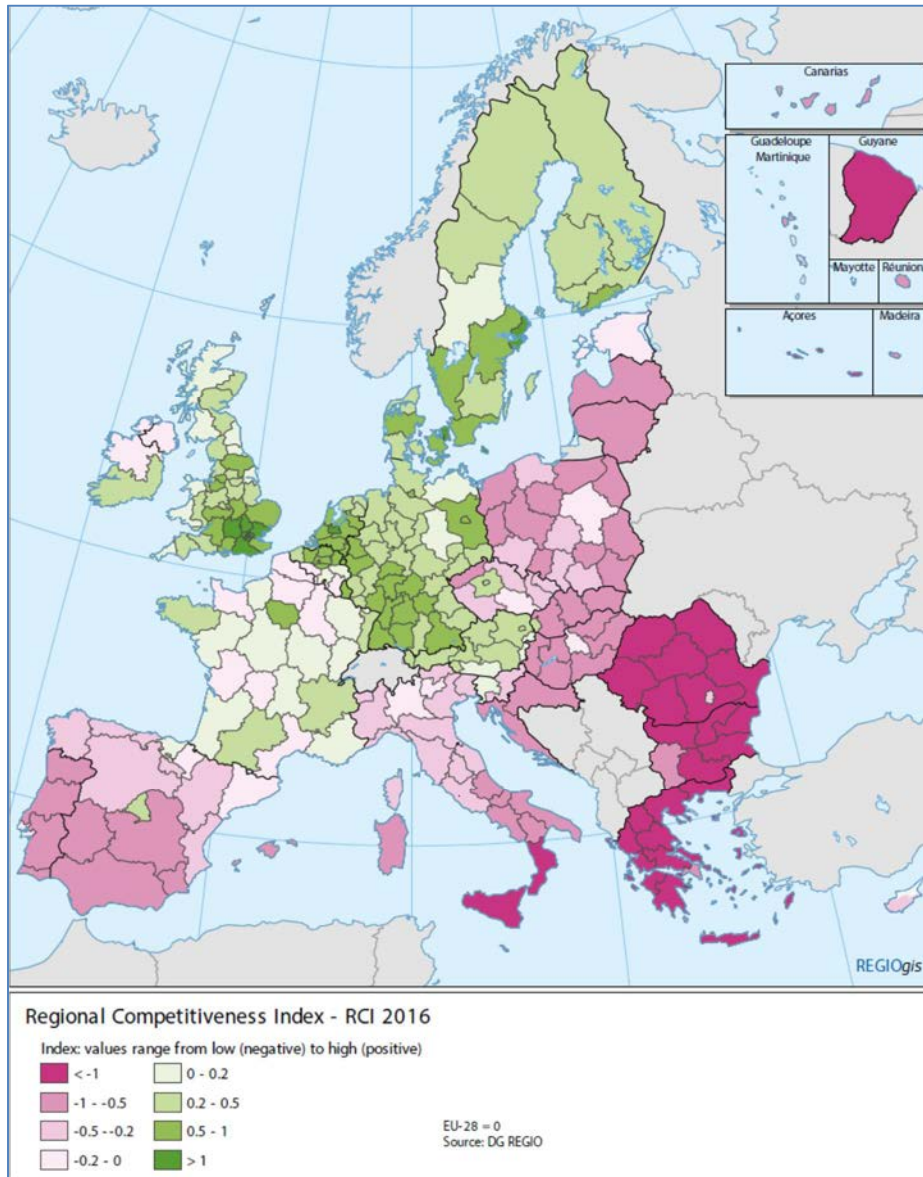 Canarias
Guadeloupe
Martinique
Guyane
Mayotte
Réunion
Açores
Madeira
REGIOgis
Regional Competitiveness Index - RCI 2016
Index: values range from low (negative) to high (positive)
< -1
0 - 0.2
-1 - -0.5
0.2 - 0.5
-0.5 - -0.2
0.5 - 1
-0.2 - 0
> 1
EU-28 = 0
Source: DG REGIO